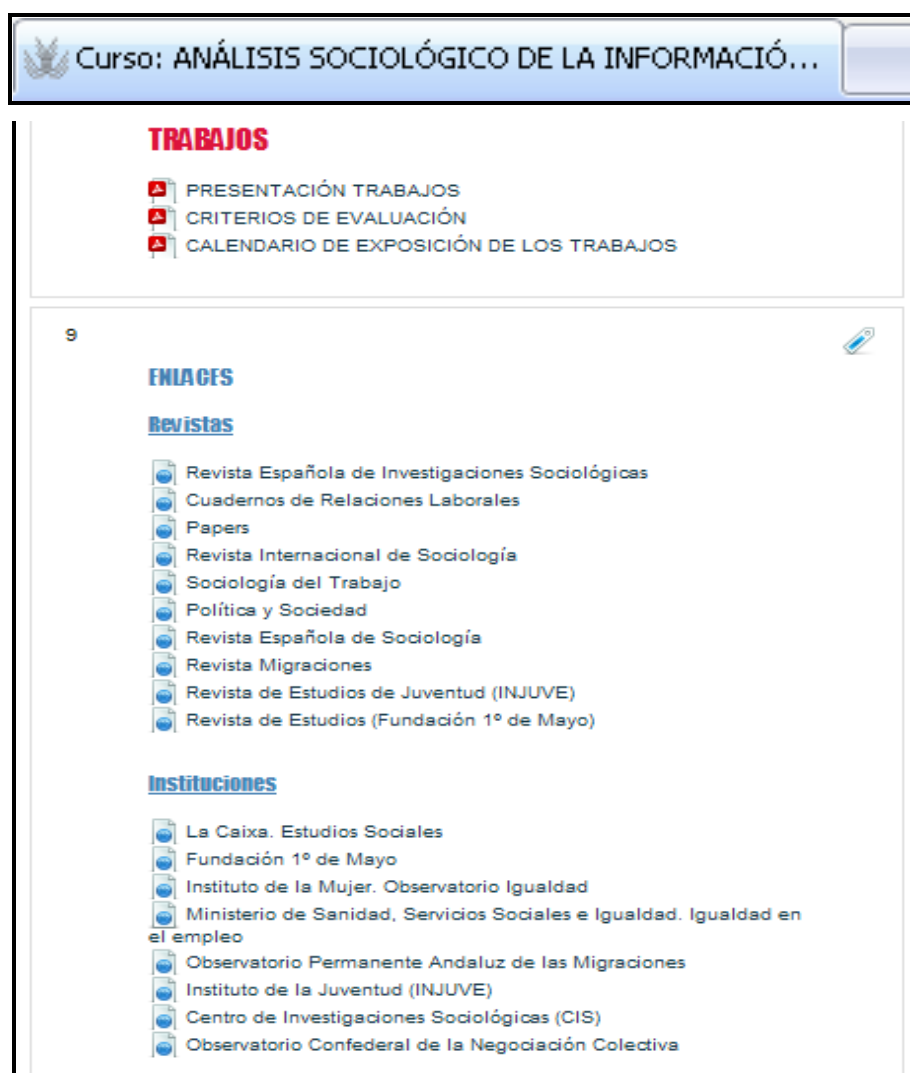 Curso: ANÁLISIS SOCIOLÓGICO DE LA INFORMACIÓ...
TRABAJOS
PRESENTACIÓN TRABAJOS
CRITERIOS DE EVALUACIÓN
CALENDARIO DE EXPOSICIÓN DE LOS TRABAJOS
9
ENLACES
Revistas
Revista Española de Investigaciones Sociológicas
Cuadernos de Relaciones Laborales
Papers
Revista Internacional de Sociología
Sociología del Trabajo
Política y Sociedad
Revista Española de Sociología
Revista Migraciones
Revista de Estudios de Juventud (INJUVE)
Revista de Estudios (Fundación 1º de Mayo)
Instituciones
La Caixa. Estudios Sociales
Fundación 1º de Mayo
Instituto de la Mujer. Observatorio Igualdad
Ministerio de Sanidad, Servicios Sociales e Igualdad. Igualdad en
el empleo
Observatorio Permanente Andaluz de las Migraciones
Instituto de la Juventud (INJUVE)
Centro de Investigaciones Sociológicas (CIS)
Observatorio Confederal de la Negociación Colectiva